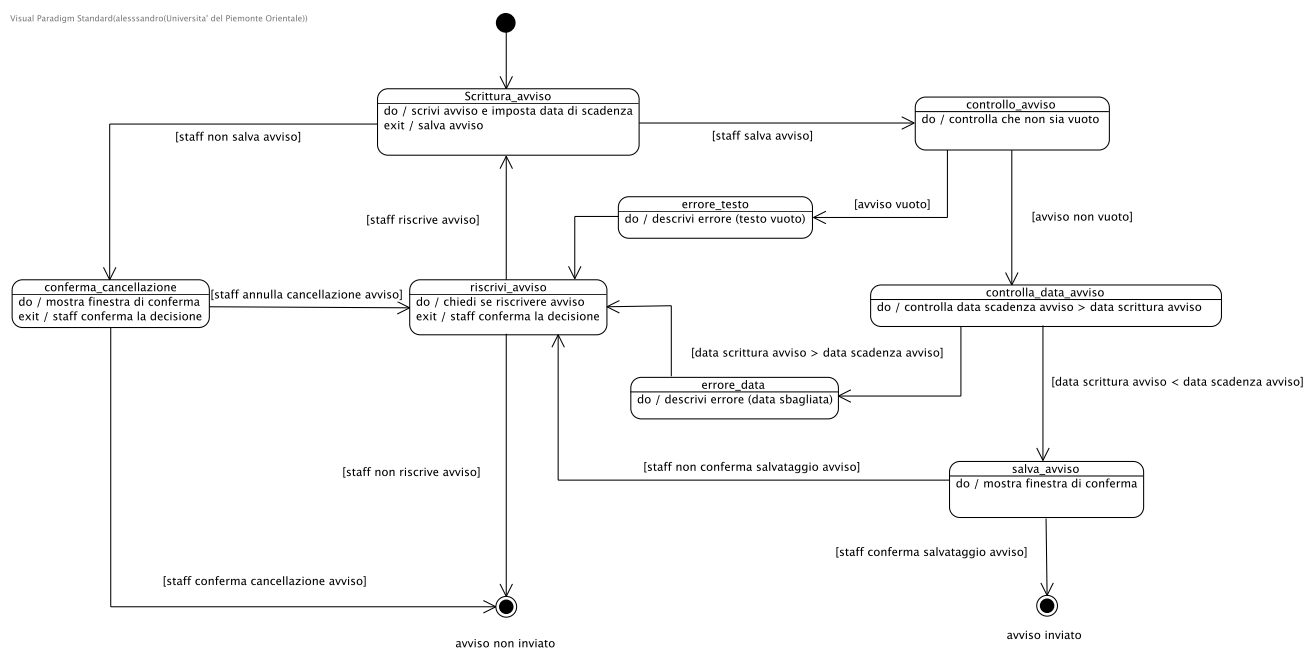 Visual Paradigm Standard(alesssandro(Universita' del Piemonte Orientale))
Scrittura_avviso
do / scrivi avviso e imposta data di scadenza
exit / salva avviso
controllo_avviso
do / controlla che non sia vuoto
[staff non salva avviso]
[staff salva avviso]
errore_testo
do / descrivi errore (testo vuoto)
[avviso vuoto]
[staff riscrive avviso]
[avviso non vuoto]
conferma_cancellazione
do / mostra finestra di conferma
exit / staff conferma la decisione
[staff annulla cancellazione avviso]
riscrivi_avviso
do / chiedi se riscrivere avviso
exit / staff conferma la decisione
controlla_data_avviso
do / controlla data scadenza avviso > data scrittura avviso
[data scrittura avviso > data scadenza avviso]
errore_data
do / descrivi errore (data sbagliata)
[data scrittura avviso < data scadenza avviso]
[staff non riscrive avviso]
[staff non conferma salvataggio avviso]
salva_avviso
do / mostra finestra di conferma
[staff conferma salvataggio avviso]
[staff conferma cancellazione avviso]
avviso non inviato
avviso inviato